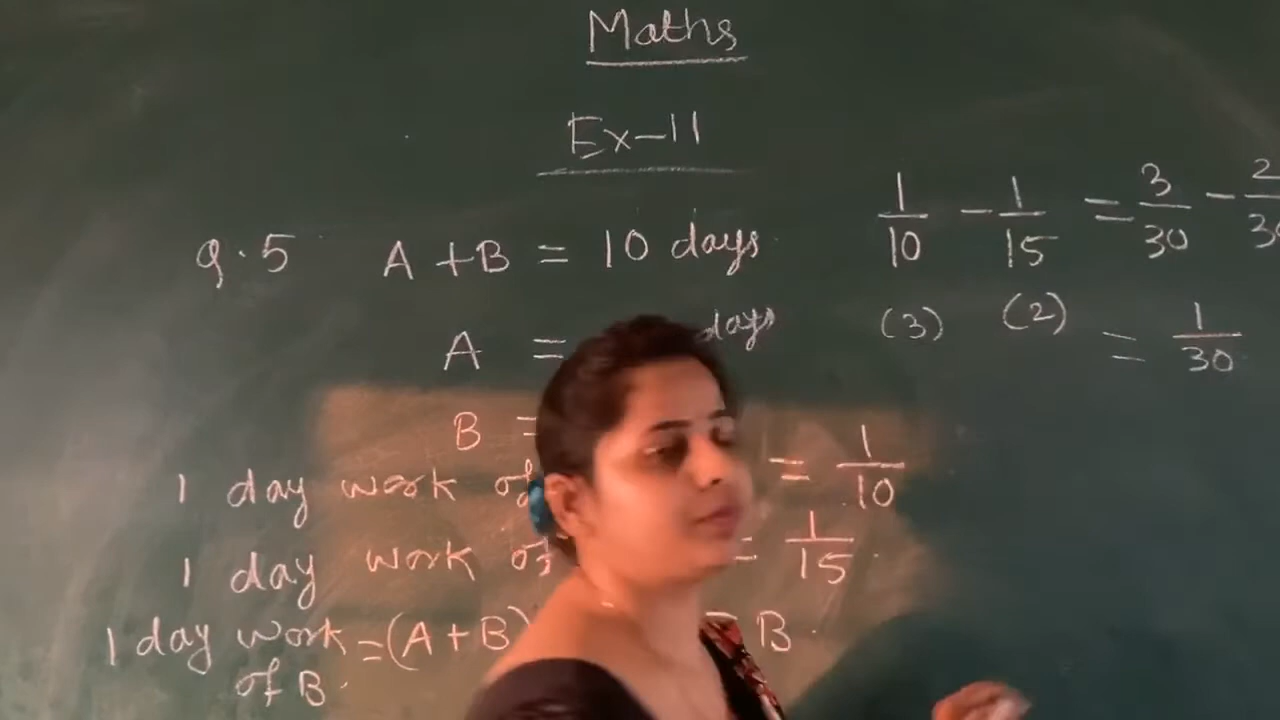 Maths
Ex-11
Q.5 A + B = 10 days
A = days
B =
1 day work of = 1/10
1 day work of = 1/15
1 day work = (A + B) = B.
of B.
1/10 - 1/15 = 3/30 - 2/30
(3) (2) = 1/30